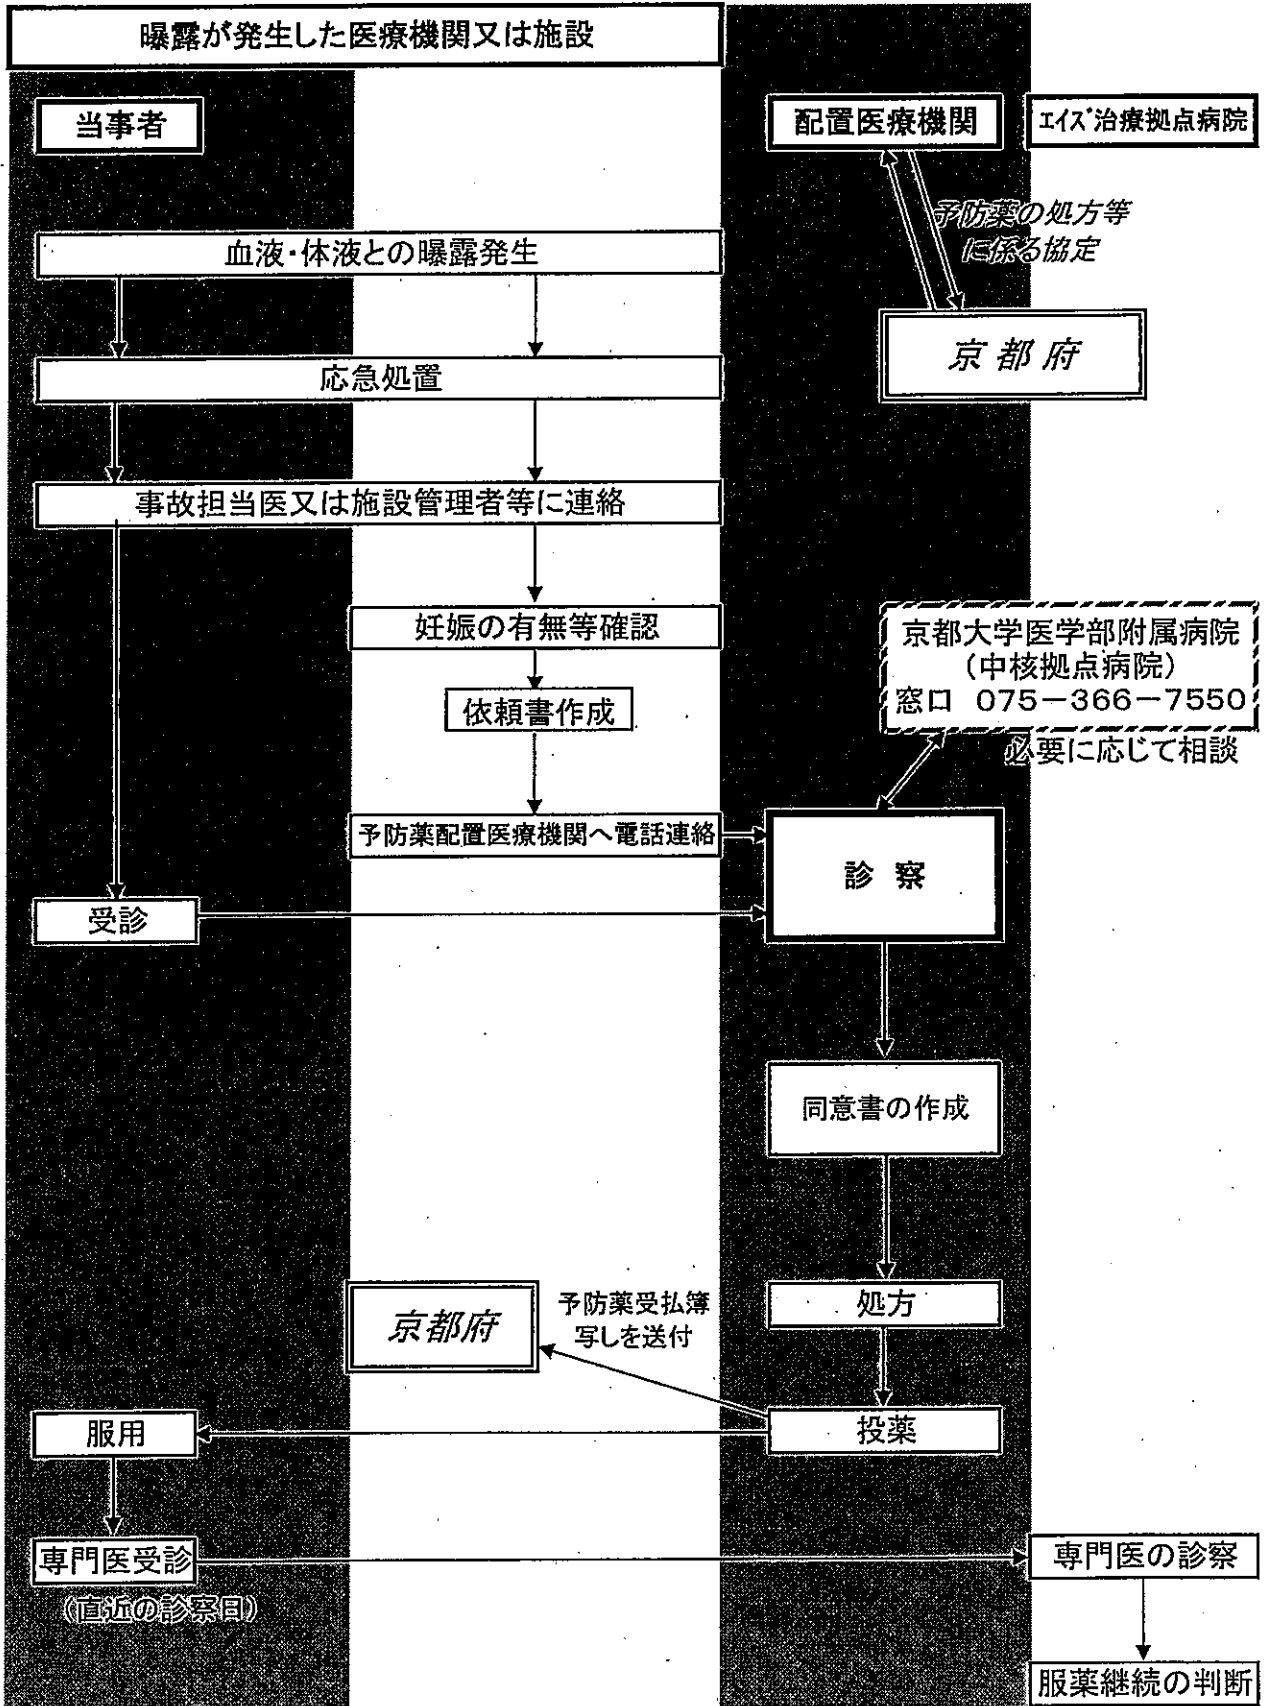 曝露が発生した医療機関又は施設
当事者
配置医療機関
エイズ治療拠点病院
予防薬の処方等
に係る協定
血液・体液との曝露発生
京都府
応急処置
事故担当医又は施設管理者等に連絡
妊娠の有無等確認
京都大学医学部附属病院
(中核拠点病院)
窓口 075-366-7550
依頼書作成
必要に応じて相談
予防薬配置医療機関へ電話連絡
診察
受診
同意書の作成
処方
京都府
予防薬受払簿
写しを送付
服用
投薬
専門医受診
(直近の診察日)
専門医の診察
服薬継続の判断